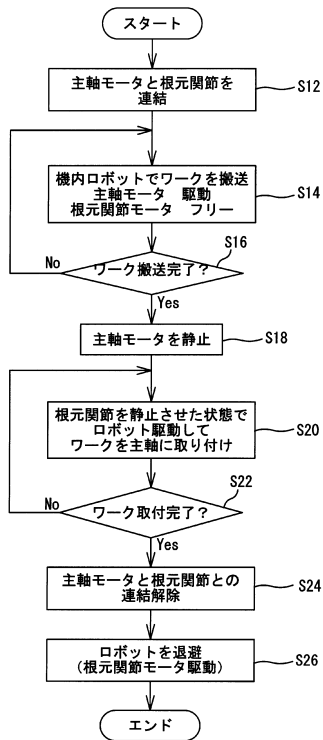 スタート
主軸モータと根元関節を
連結
S12
機内ロボットでワークを搬送
主軸モータ 駆動
根元関節モータ フリー
S14
S16
ワーク搬送完了？
No
Yes
主軸モータを静止
S18
根元関節を静止させた状態で
ロボット駆動して
ワークを主軸に取り付け
S20
S22
ワーク取付完了？
No
Yes
主軸モータと根元関節との
連結解除
S24
ロボットを退避
(根元関節モータ駆動)
S26
エンド